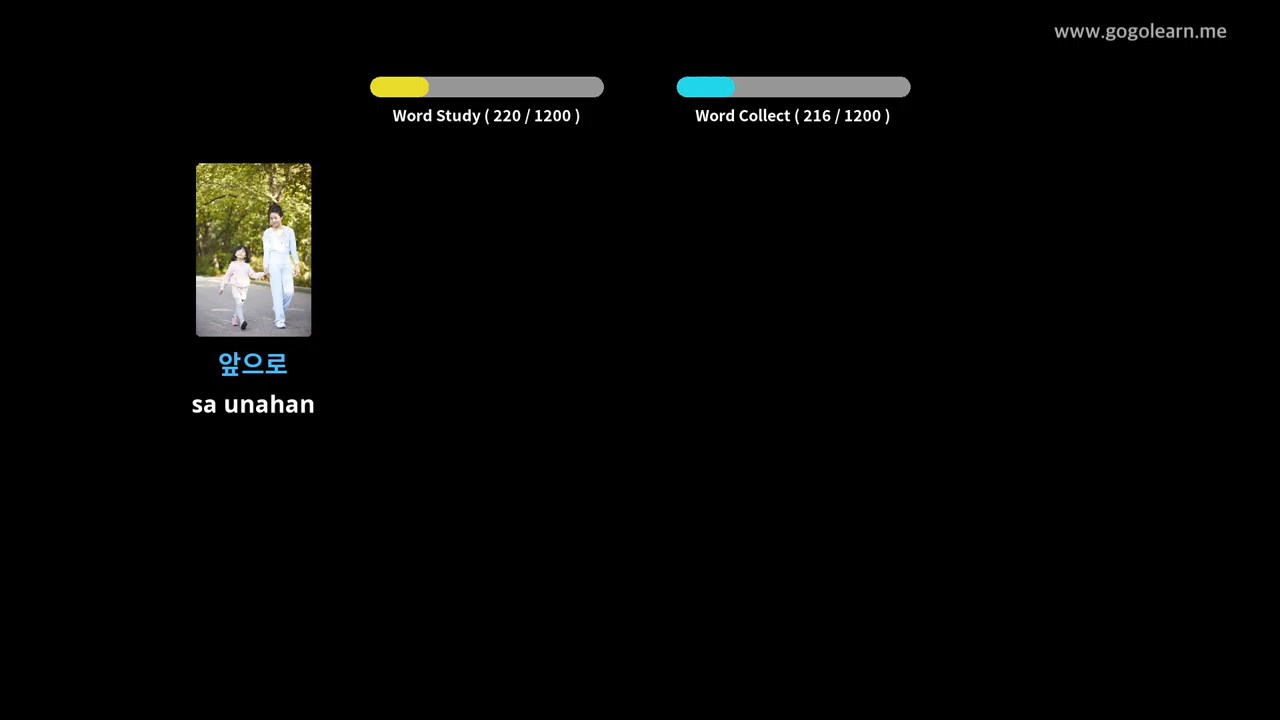 www.gogolearn.me
Word Study ( 220 / 1200 )
Word Collect ( 216 / 1200 )
앞으로
sa unahan